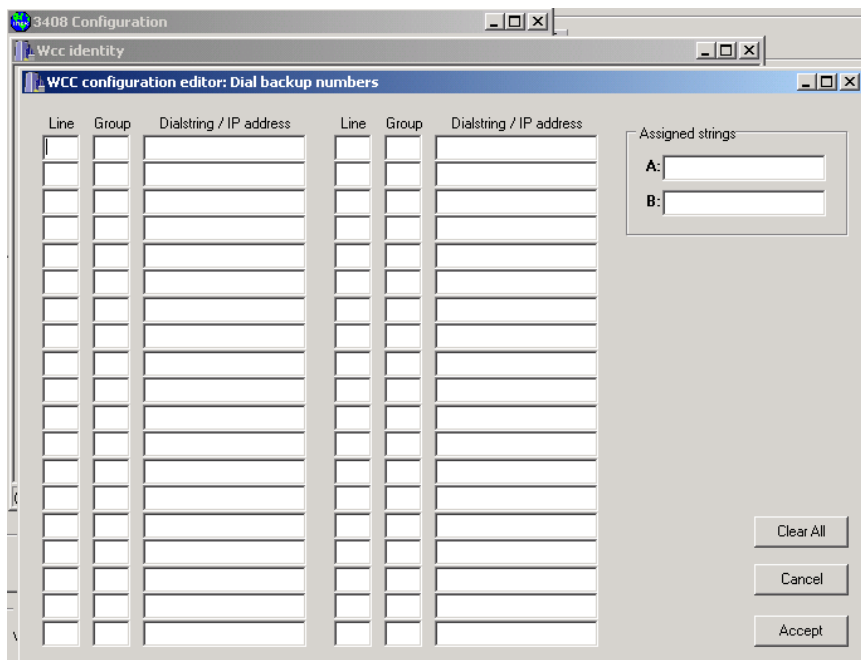 3408 Configuration
Wcc identity
WCC configuration editor: Dial backup numbers
Line Group Dialstring / IP address Line Group Dialstring / IP address
Assigned strings
A:
B:
Clear All
Cancel
Accept